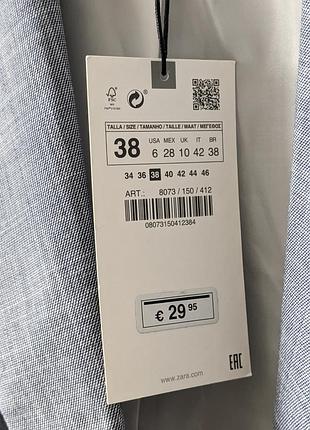 FSC
TALLA / SIZE / TAMANHO / TAILLE / MAAT / ΜΕΓΕΘΟΣ
38
USA MEX UK IT BR
6 28 10 42 38
34 36 38 40 42 44 46
ART.: 8073 / 150 / 412
08073150412384
€ 29 95
www.zara.com
EAC